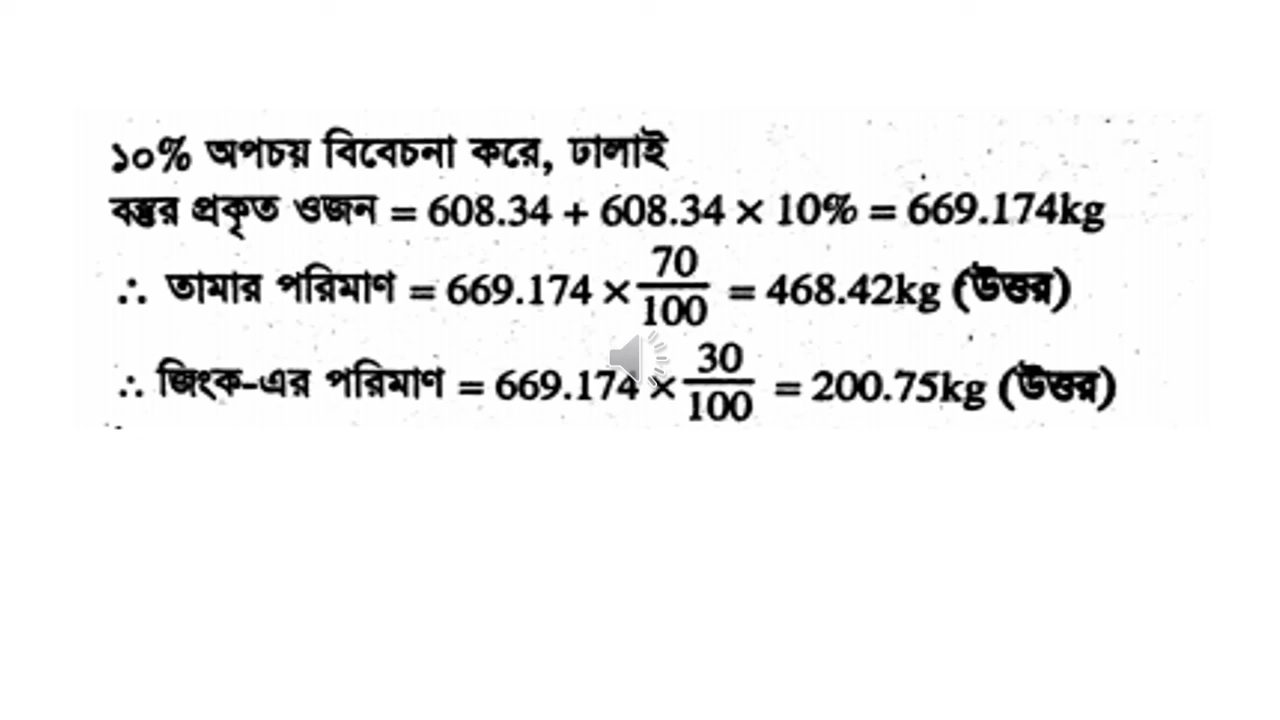 ১০% অপচয় বিবেচনা করে, ঢালাই
বস্তুর প্রকৃত ওজন = 608.34 + 608.34 × 10% = 669.174kg
∴ তামার পরিমাণ = 669.174 × 70/100 = 468.42kg (উত্তর)
∴ জিংক-এর পরিমাণ = 669.174 × 30/100 = 200.75kg (উত্তর)